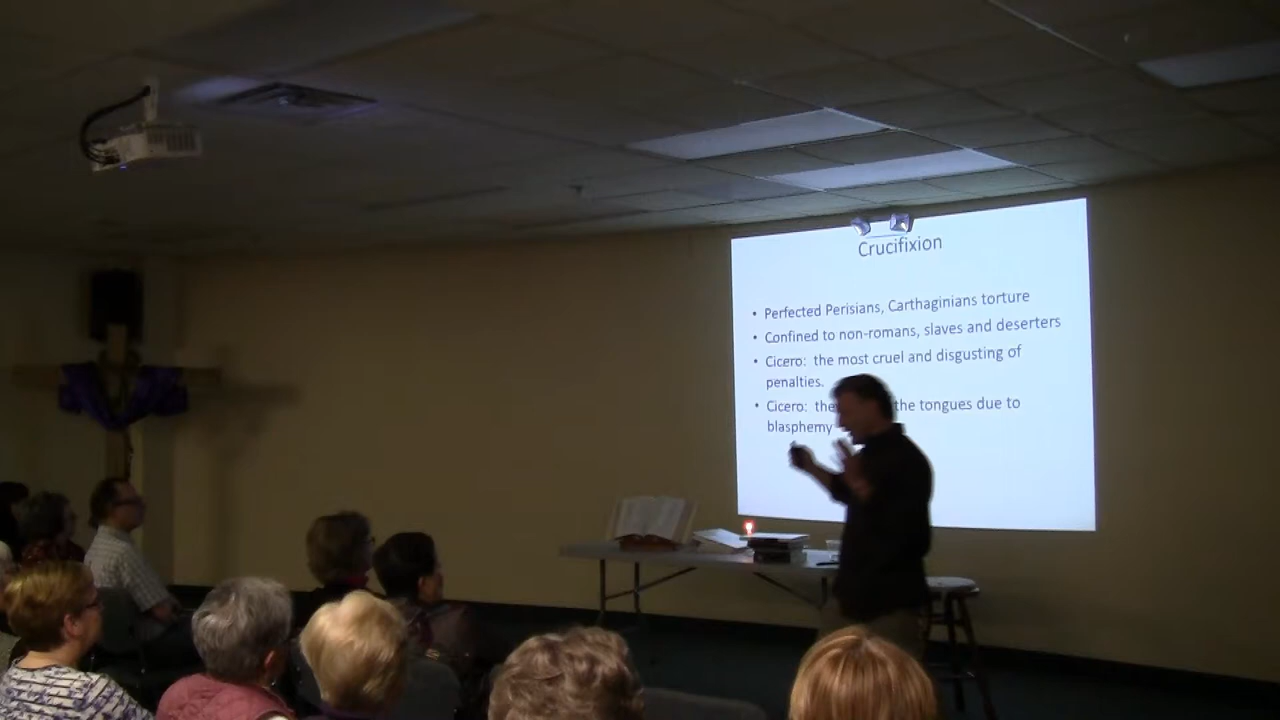 Crucifixion
• Perfected Perisians, Carthaginians torture
• Confined to non-romans, slaves and deserters
• Cicero: the most cruel and disgusting of
penalties.
• Cicero: the the tongues due to
blasphemy